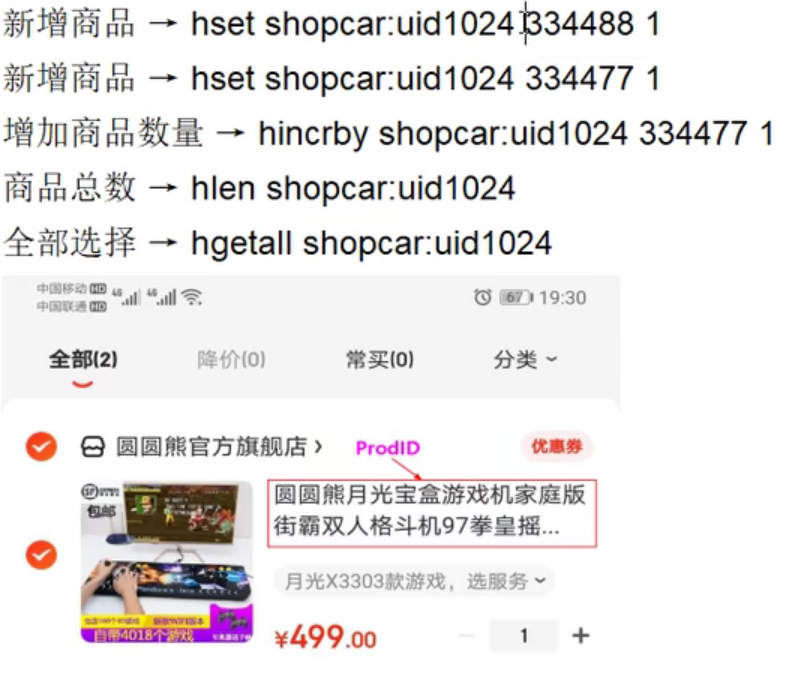 新增商品 → hset shopcar:uid1024 334488 1
新增商品 → hset shopcar:uid1024 334477 1
增加商品数量 → hincrby shopcar:uid1024 334477 1
商品总数 → hlen shopcar:uid1024
全部选择 → hgetall shopcar:uid1024
中国移动 HD 4G 4G 67 19:30
中国联通 HD
全部(2) 降价(0) 常买(0) 分类
圆圆熊官方旗舰店 › ProdID 优惠券
圆圆熊月光宝盒游戏机家庭版
街霸双人格斗机97拳皇摇...
包邮
月光X3303款游戏，选服务
自带4018个游戏
¥499.00 − 1 +